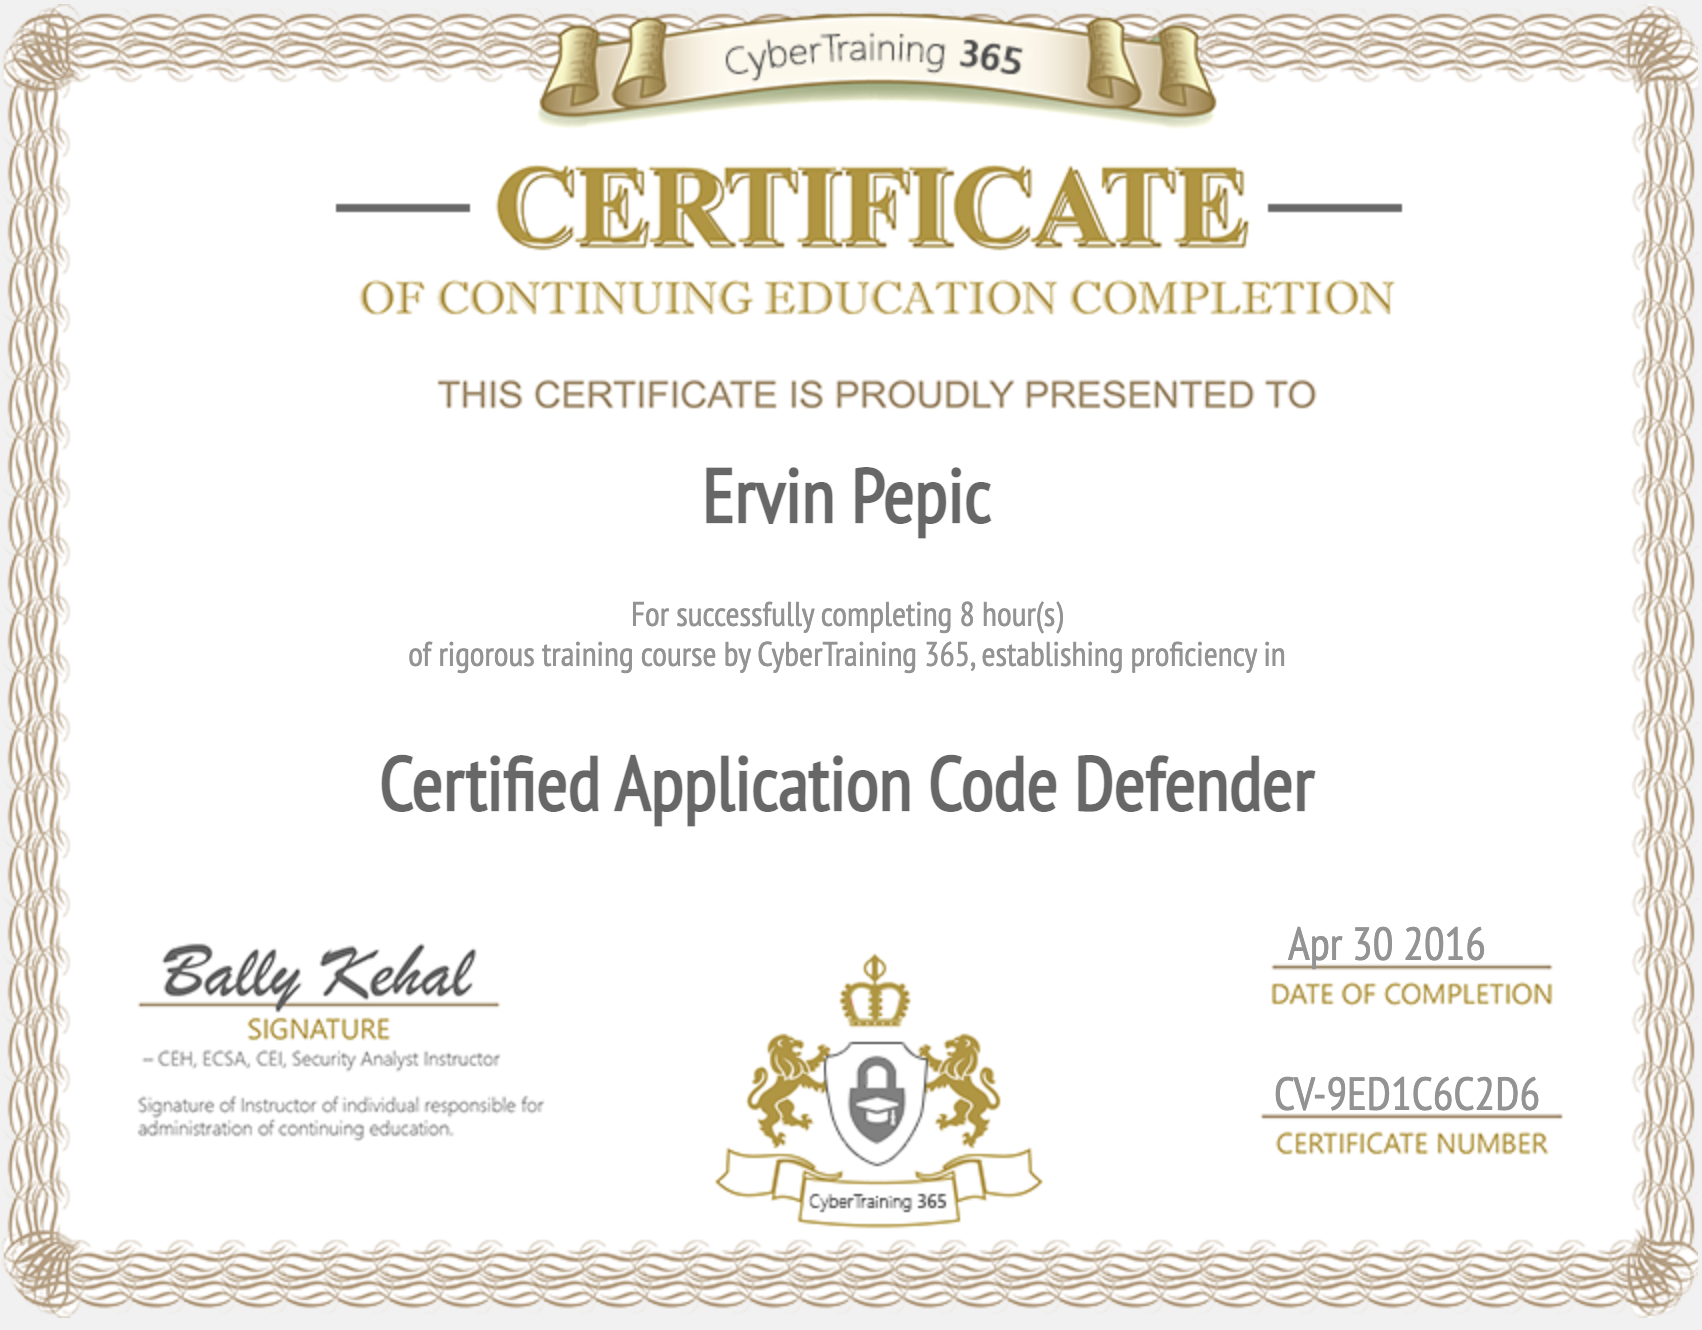 CyberTraining 365
CERTIFICATE
OF CONTINUING EDUCATION COMPLETION
THIS CERTIFICATE IS PROUDLY PRESENTED TO
Ervin Pepic
For successfully completing 8 hour(s)
of rigorous training course by CyberTraining 365, establishing proficiency in
Certified Application Code Defender
Bally Kehal
SIGNATURE
– CEH, ECSA, CEI, Security Analyst Instructor
Signature of Instructor of individual responsible for
administration of continuing education.
CyberTraining 365
Apr 30 2016
DATE OF COMPLETION
CV-9ED1C6C2D6
CERTIFICATE NUMBER